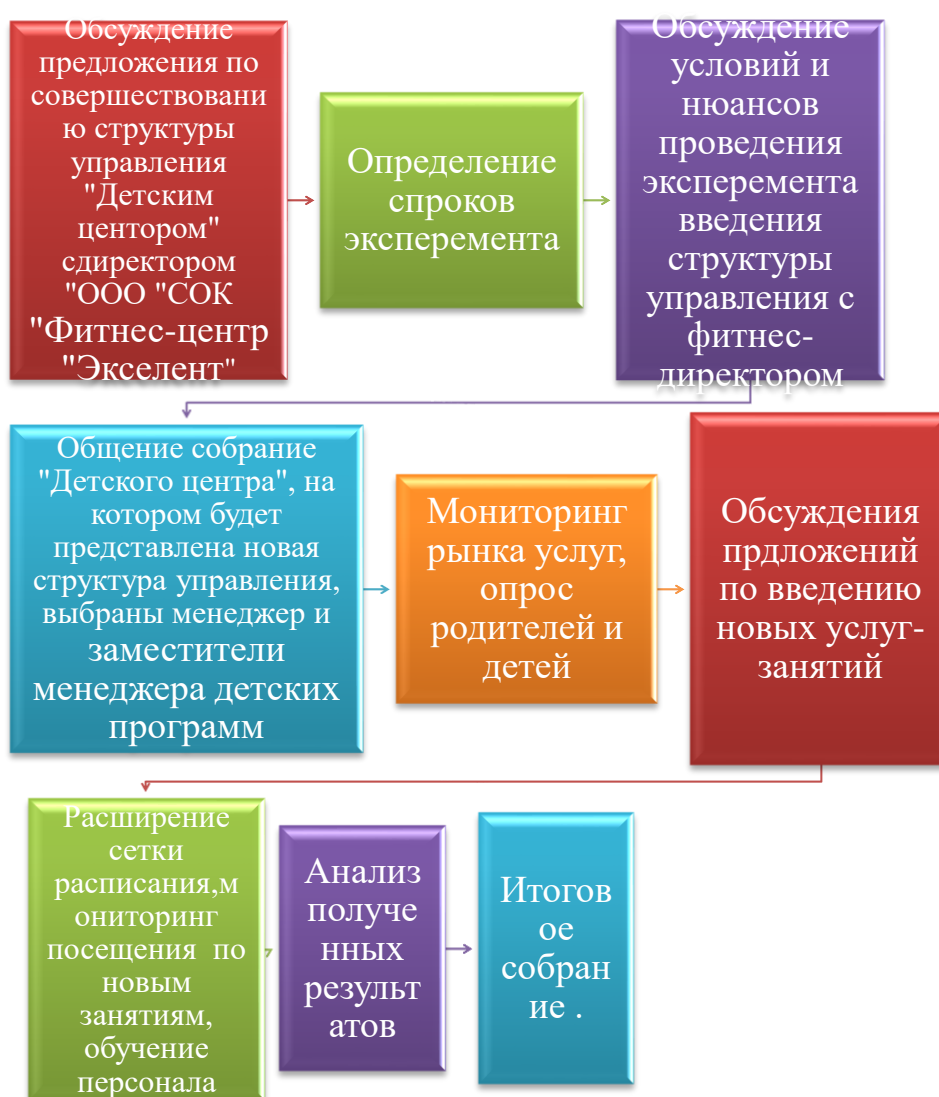 Обсуждение
предложения по
совершествовани
ю структуры
управления
"Детским
центором"
сдиректором
"ООО "СОК
"Фитнес-центр
"Экселент"
Определение
спроков
эксперемента
Обсуждение
условий и
нюансов
проведения
эксперемента
введения
структуры
управления с
фитнес-
директором
Общение собрание
"Детского центра", на
котором будет
представлена новая
структура управления,
выбраны менеджер и
заместители
менеджера детских
программ
Мониторинг
рынка услуг,
опрос
родителей и
детей
Обсуждения
прдложений
по введению
новых услуг-
занятий
Расширение
сетки
расписания,м
ониторинг
посещения по
новым
занятиям,
обучение
персонала
Анализ
получе
нных
результ
атов
Итогов
ое
собран
ие .